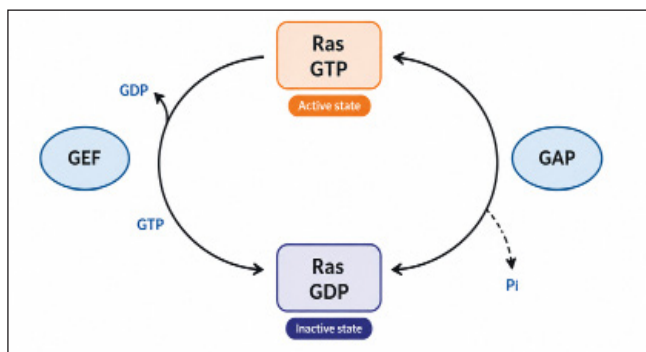 Ras
GTP
Active state
GDP
GEF
GAP
GTP
Ras
GDP
Inactive state
Pi